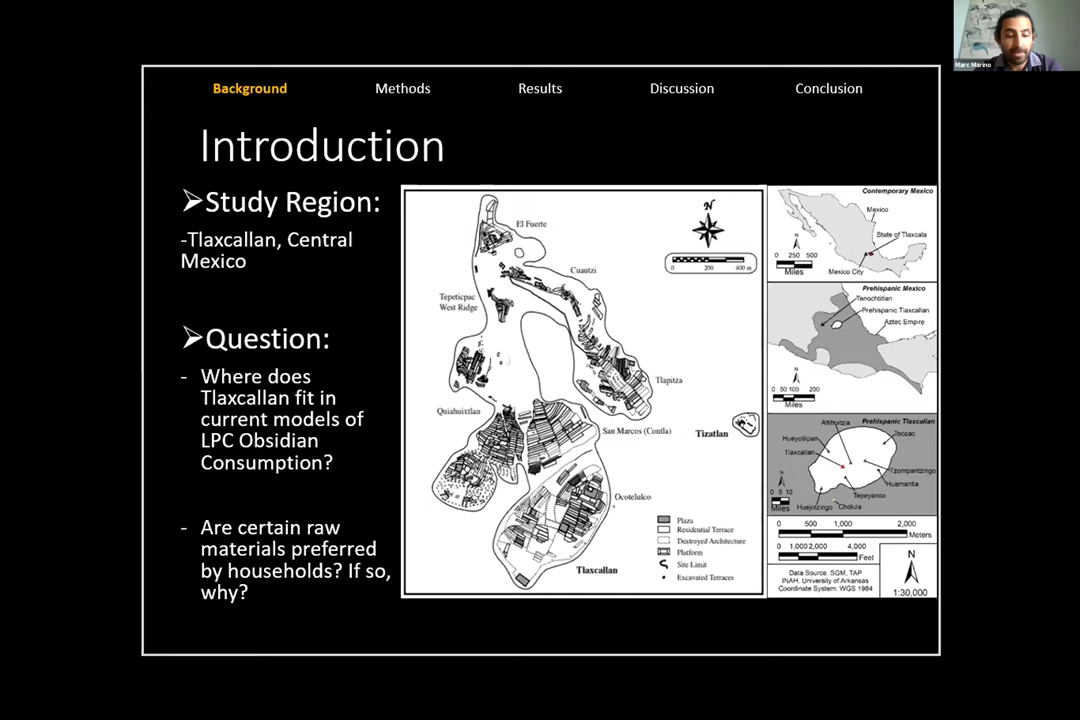 Marc Marino
Background Methods Results Discussion Conclusion
Introduction
➤Study Region:
-Tlaxcallan, Central
Mexico
➤Question:
- Where does
Tlaxcallan fit in
current models of
LPC Obsidian
Consumption?
- Are certain raw
materials preferred
by households? If so,
why?
El Fuerte
Cuautzi
Tepeticpac
West Ridge
Tlapitza
Quiahuixtlan
San Marcos (Contla)
Tizatlan
Ocotelulco
Tlaxcallan
N
0 200 400 m
Plaza
Residential Terrace
Destroyed Architecture
Platform
Site Limit
Excavated Terraces
Contemporary Mexico
Mexico
State of Tlaxcala
N
0 250 500
Miles
Mexico City
Prehispanic Mexico
Tenochtitlan
Prehispanic Tlaxcallan
Aztec Empire
N
0 50 100 200
Miles
Prehispanic Tlaxcallan
Altlihuitzia
Tecoac
Hueyotlipan
Tlaxcallan
Tzompantzingo
Huamantla
Tepeyanco
Huejotzingo
Cholula
N
0 5 10
Miles
0 500 1,000 2,000
Meters
0 1,000 2,000 4,000
Feet
Data Source: SGM, TAP
INAH, University of Arkansas
Coordinate System: WGS 1984
N
1:30,000